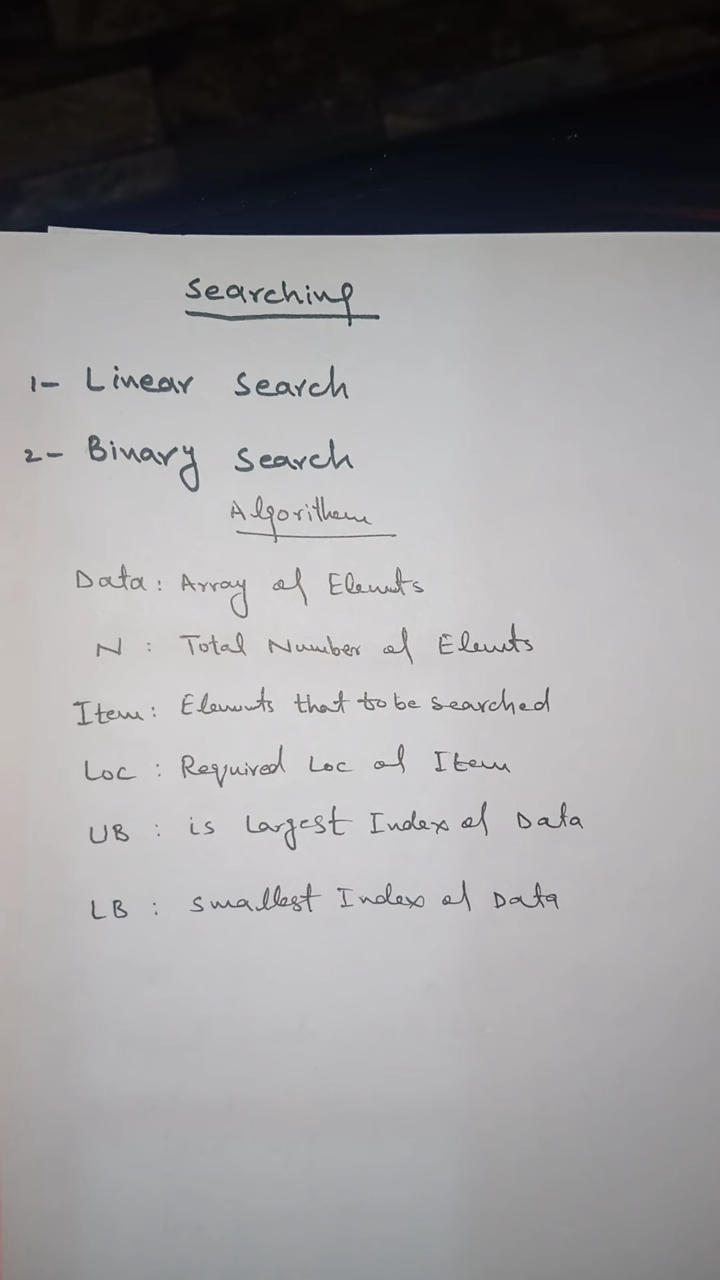 Searching
1- Linear Search
2- Binary Search
Algorithem
Data: Array of Elements
N : Total Number of Elemts
Item: Elements that to be searched
Loc : Required Loc of Item
UB : is Largest Index of Data
LB : Smallest Index of Data